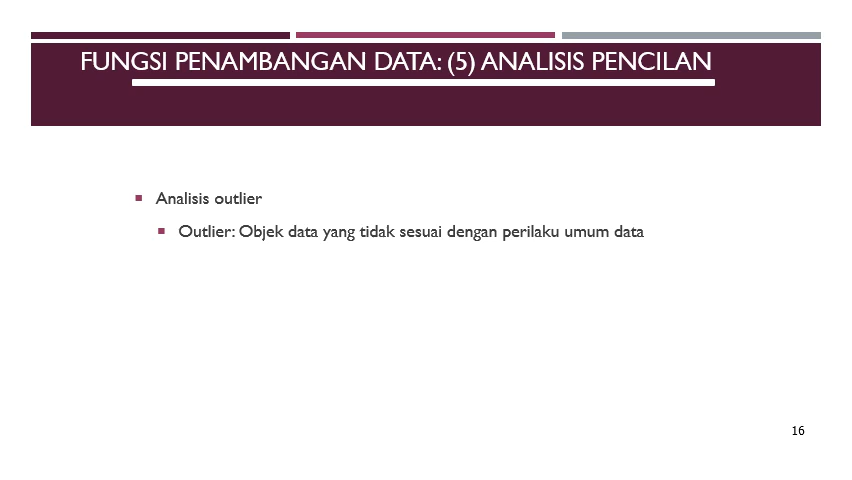 FUNGSI PENAMBANGAN DATA: (5) ANALISIS PENCILAN
Analisis outlier
Outlier: Objek data yang tidak sesuai dengan perilaku umum data
16